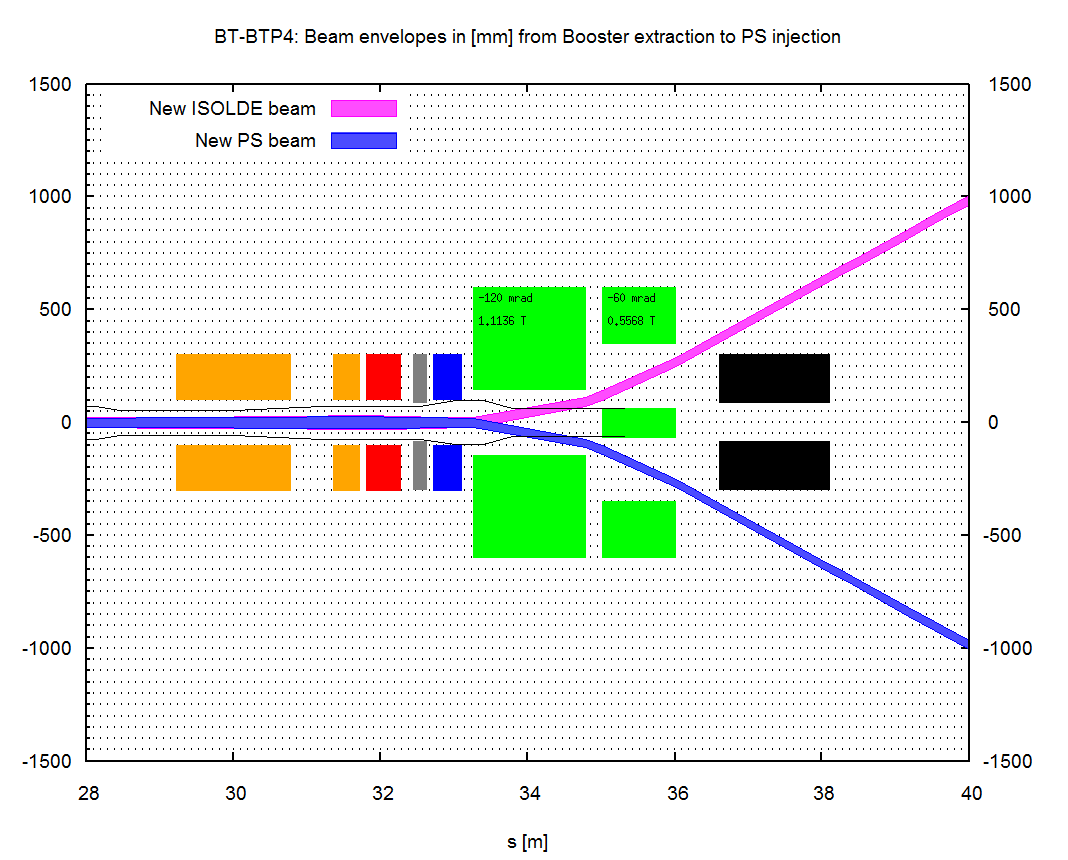 BT-BTP4: Beam envelopes in [mm] from Booster extraction to PS injection
1500 1500
New ISOLDE beam
New PS beam
1000 1000
-120 mrad -60 mrad
500 500
1.1136 T 0.5568 T
0 0
-500 -500
-1000 -1000
-1500 -1500
28 30 32 34 36 38 40
s [m]